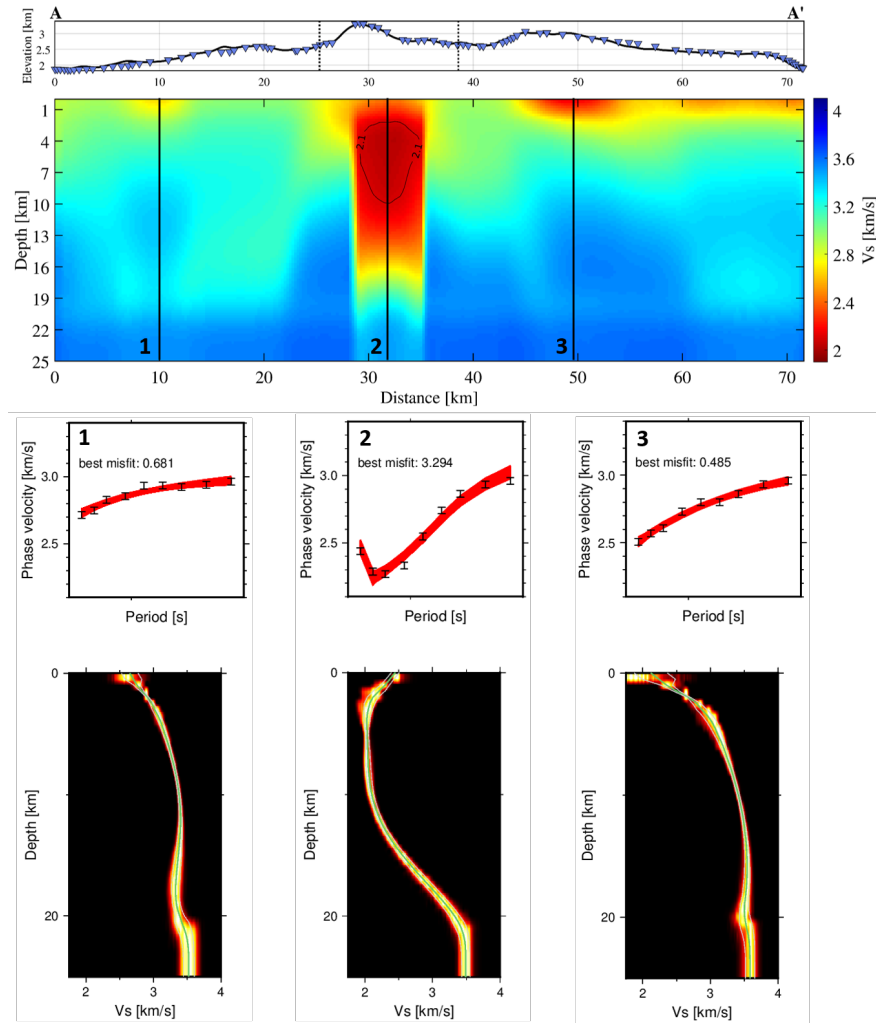 A A'
Elevation [km]
3
2.5
2
0 10 20 30 40 50 60 70
Depth [km]
1
4
7
10
13
16
19
22
25
2.1 2.1
1 2 3
0 10 20 30 40 50 60 70
Distance [km]
4
3.6
3.2
2.8
2.4
2
Vs [km/s]
1
best misfit: 0.681
Phase velocity [km/s]
3.0
2.5
Period [s]
2
best misfit: 3.294
Phase velocity [km/s]
3.0
2.5
Period [s]
3
best misfit: 0.485
Phase velocity [km/s]
3.0
2.5
Period [s]
0
20
Depth [km]
2 3 4
Vs [km/s]
0
20
Depth [km]
2 3 4
Vs [km/s]
0
20
Depth [km]
2 3 4
Vs [km/s]